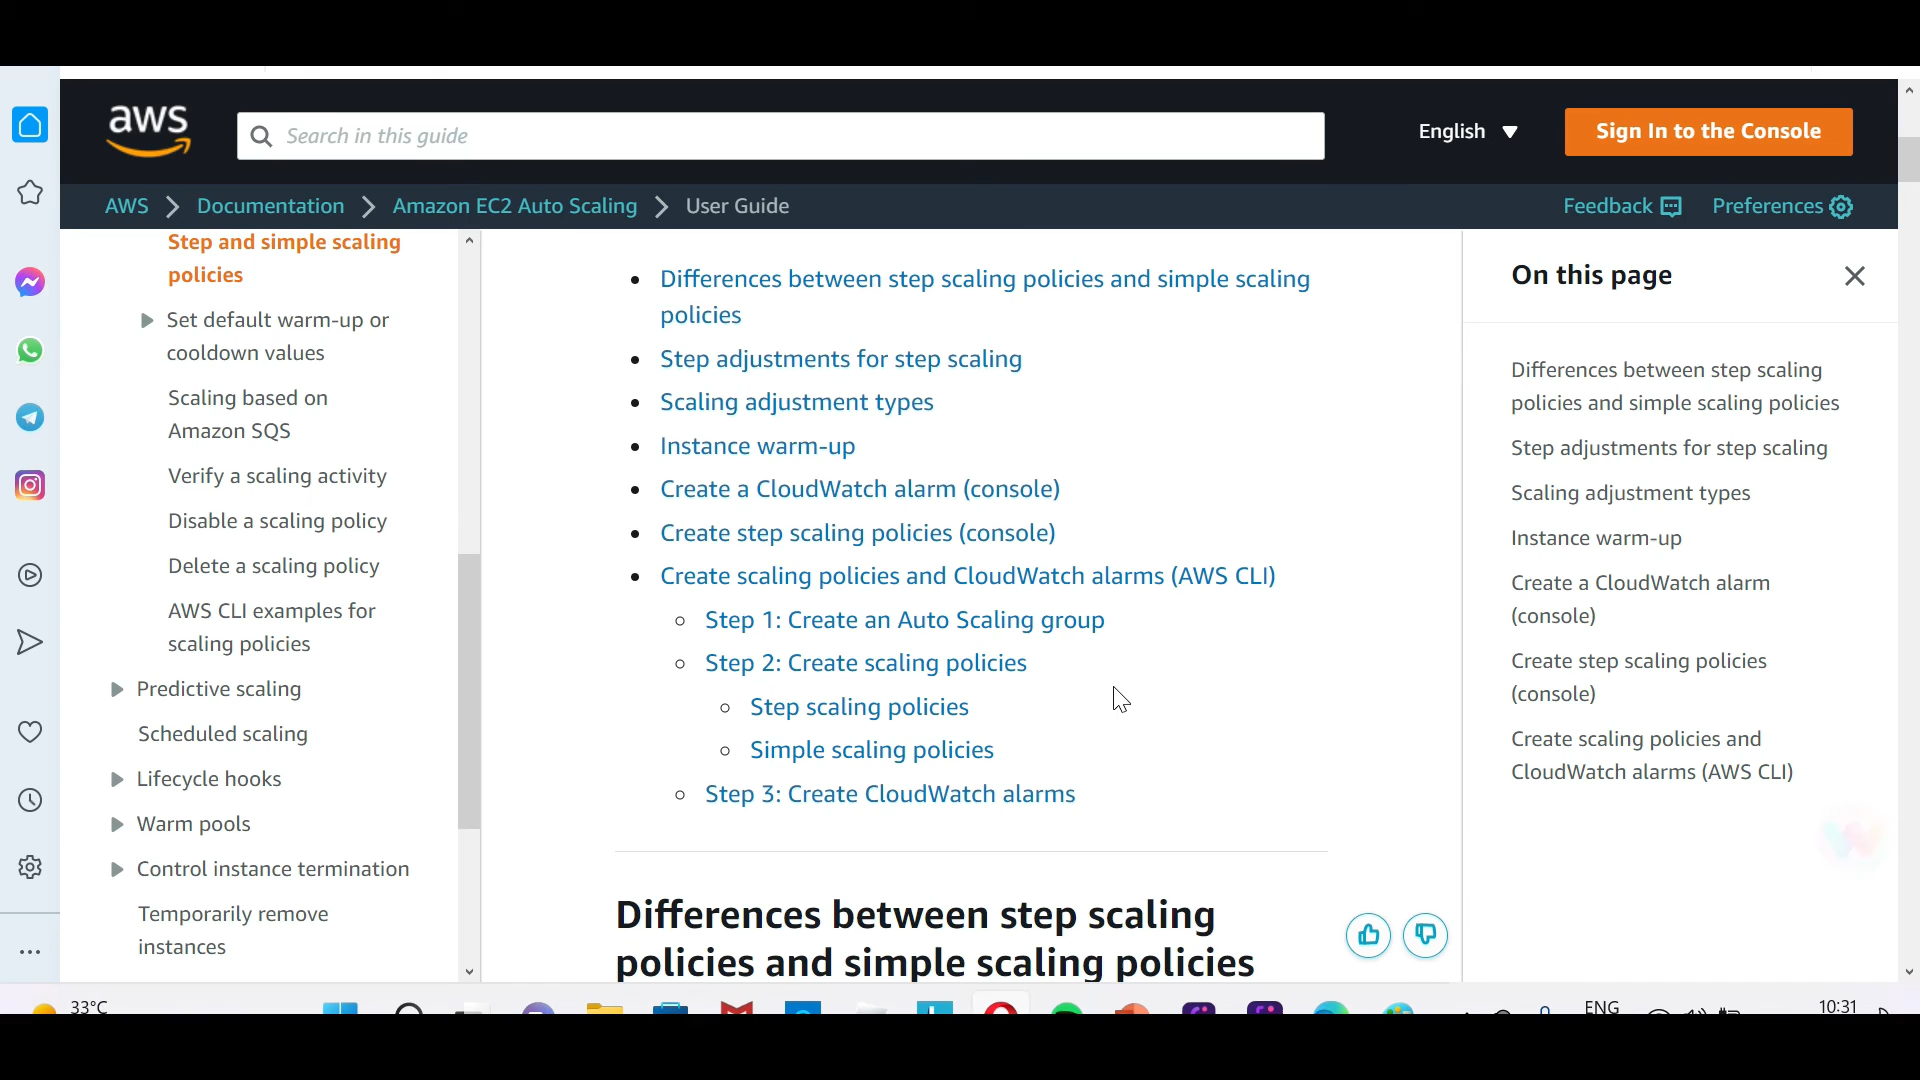 aws
Search in this guide
English
Sign In to the Console
AWS
Documentation
Amazon EC2 Auto Scaling
User Guide
Feedback
Preferences
Step and simple scaling
policies
Set default warm-up or
cooldown values
Scaling based on
Amazon SQS
Verify a scaling activity
Disable a scaling policy
Delete a scaling policy
AWS CLI examples for
scaling policies
Predictive scaling
Scheduled scaling
Lifecycle hooks
Warm pools
Control instance termination
Temporarily remove
instances
Differences between step scaling policies and simple scaling
policies
Step adjustments for step scaling
Scaling adjustment types
Instance warm-up
Create a CloudWatch alarm (console)
Create step scaling policies (console)
Create scaling policies and CloudWatch alarms (AWS CLI)
Step 1: Create an Auto Scaling group
Step 2: Create scaling policies
Step scaling policies
Simple scaling policies
Step 3: Create CloudWatch alarms
Differences between step scaling
policies and simple scaling policies
On this page
Differences between step scaling
policies and simple scaling policies
Step adjustments for step scaling
Scaling adjustment types
Instance warm-up
Create a CloudWatch alarm
(console)
Create step scaling policies
(console)
Create scaling policies and
CloudWatch alarms (AWS CLI)
33°C
ENG
10:31